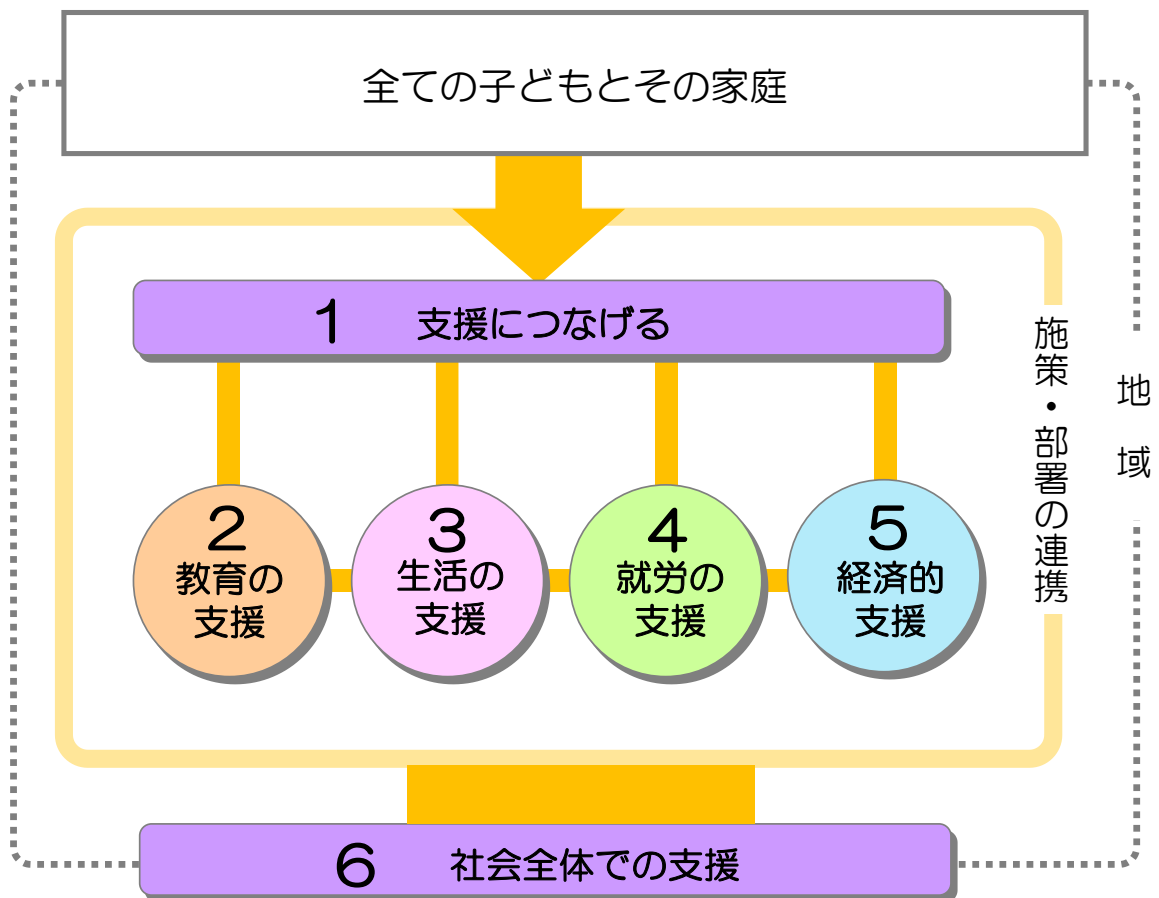 全ての子どもとその家庭
1 支援につなげる
2
教育の
支援
3
生活の
支援
4
就労の
支援
5
経済的
支援
施策・部署の連携
地域
6 社会全体での支援